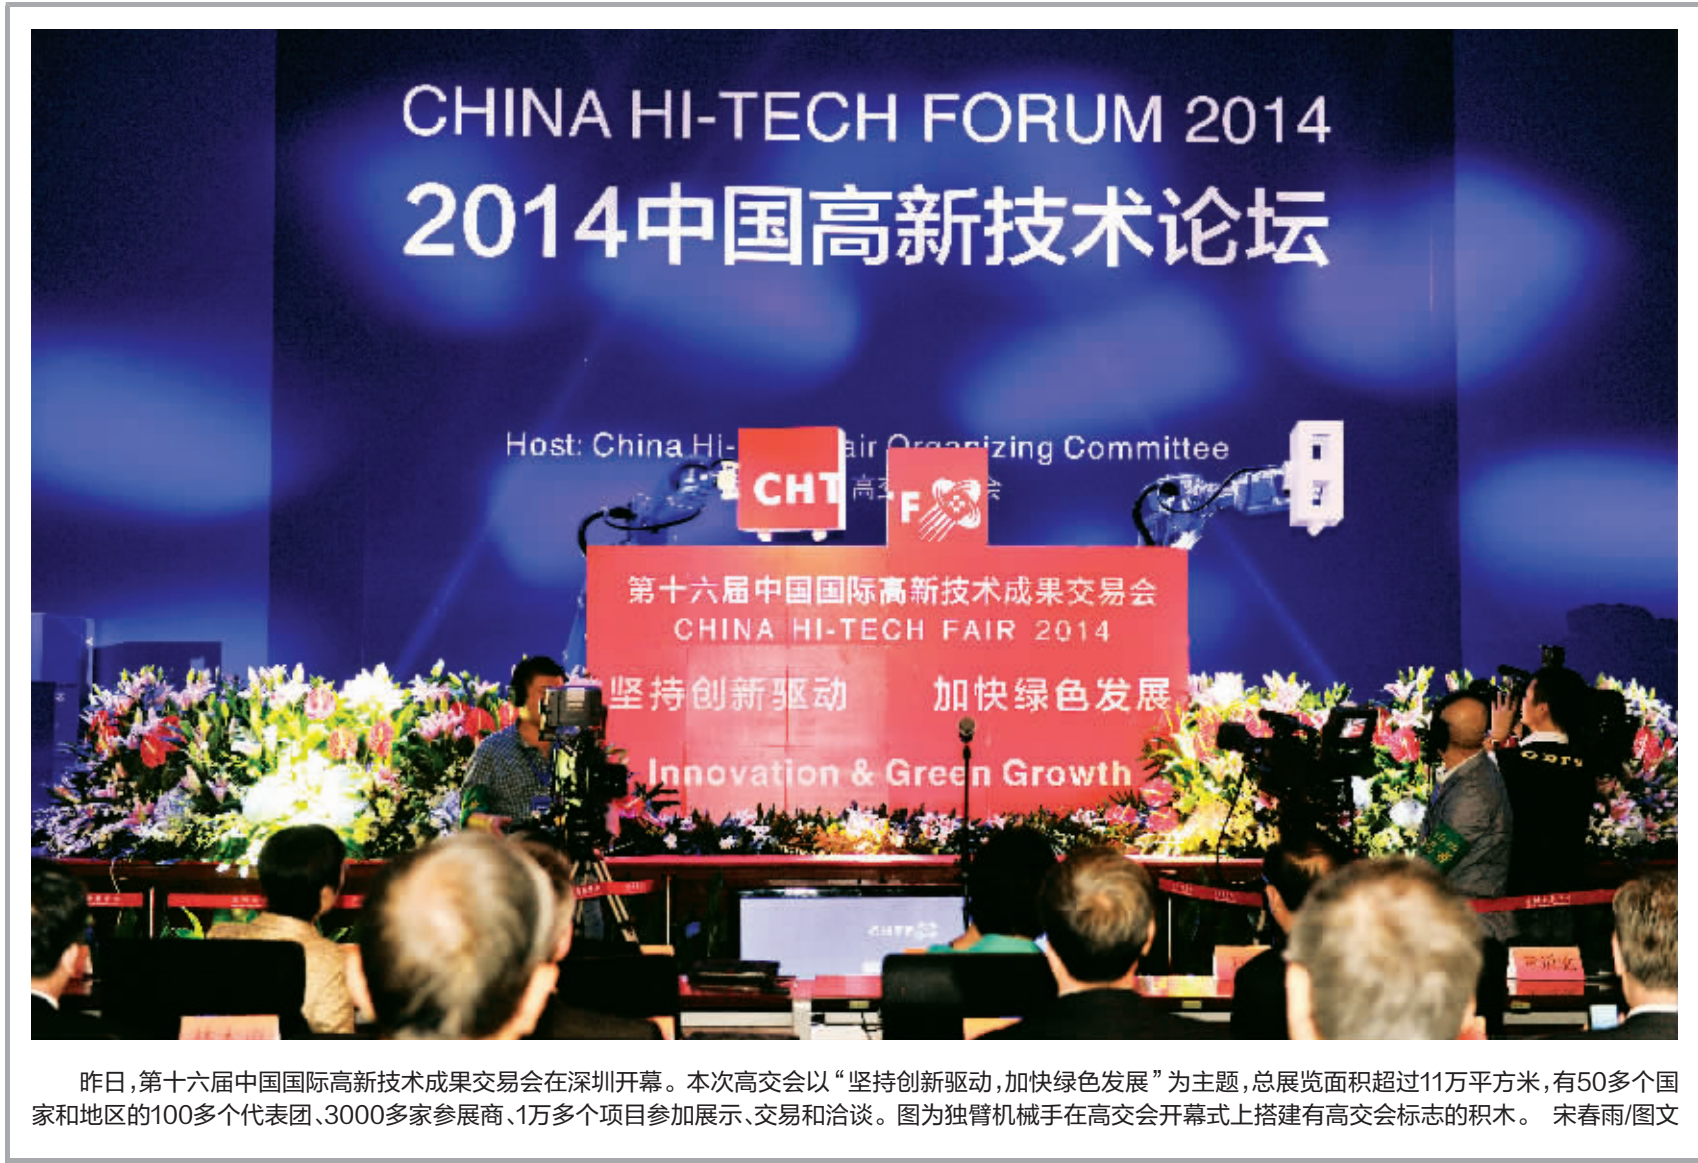 CHINA HI-TECH FORUM 2014
2014中国高新技术论坛
Host: China Hi- air Organizing Committee
高交 会
CHT
F
第十六届中国国际高新技术成果交易会
CHINA HI-TECH FAIR 2014
坚持创新驱动 加快绿色发展
Innovation & Green Growth
CHTF
昨日，第十六届中国国际高新技术成果交易会在深圳开幕。本次高交会以“坚持创新驱动，加快绿色发展”为主题，总展览面积超过11万平方米，有50多个国
家和地区的100多个代表团、3000多家参展商、1万多个项目参加展示、交易和洽谈。图为独臂机械手在高交会开幕式上搭建有高交会标志的积木。 宋春雨/图文